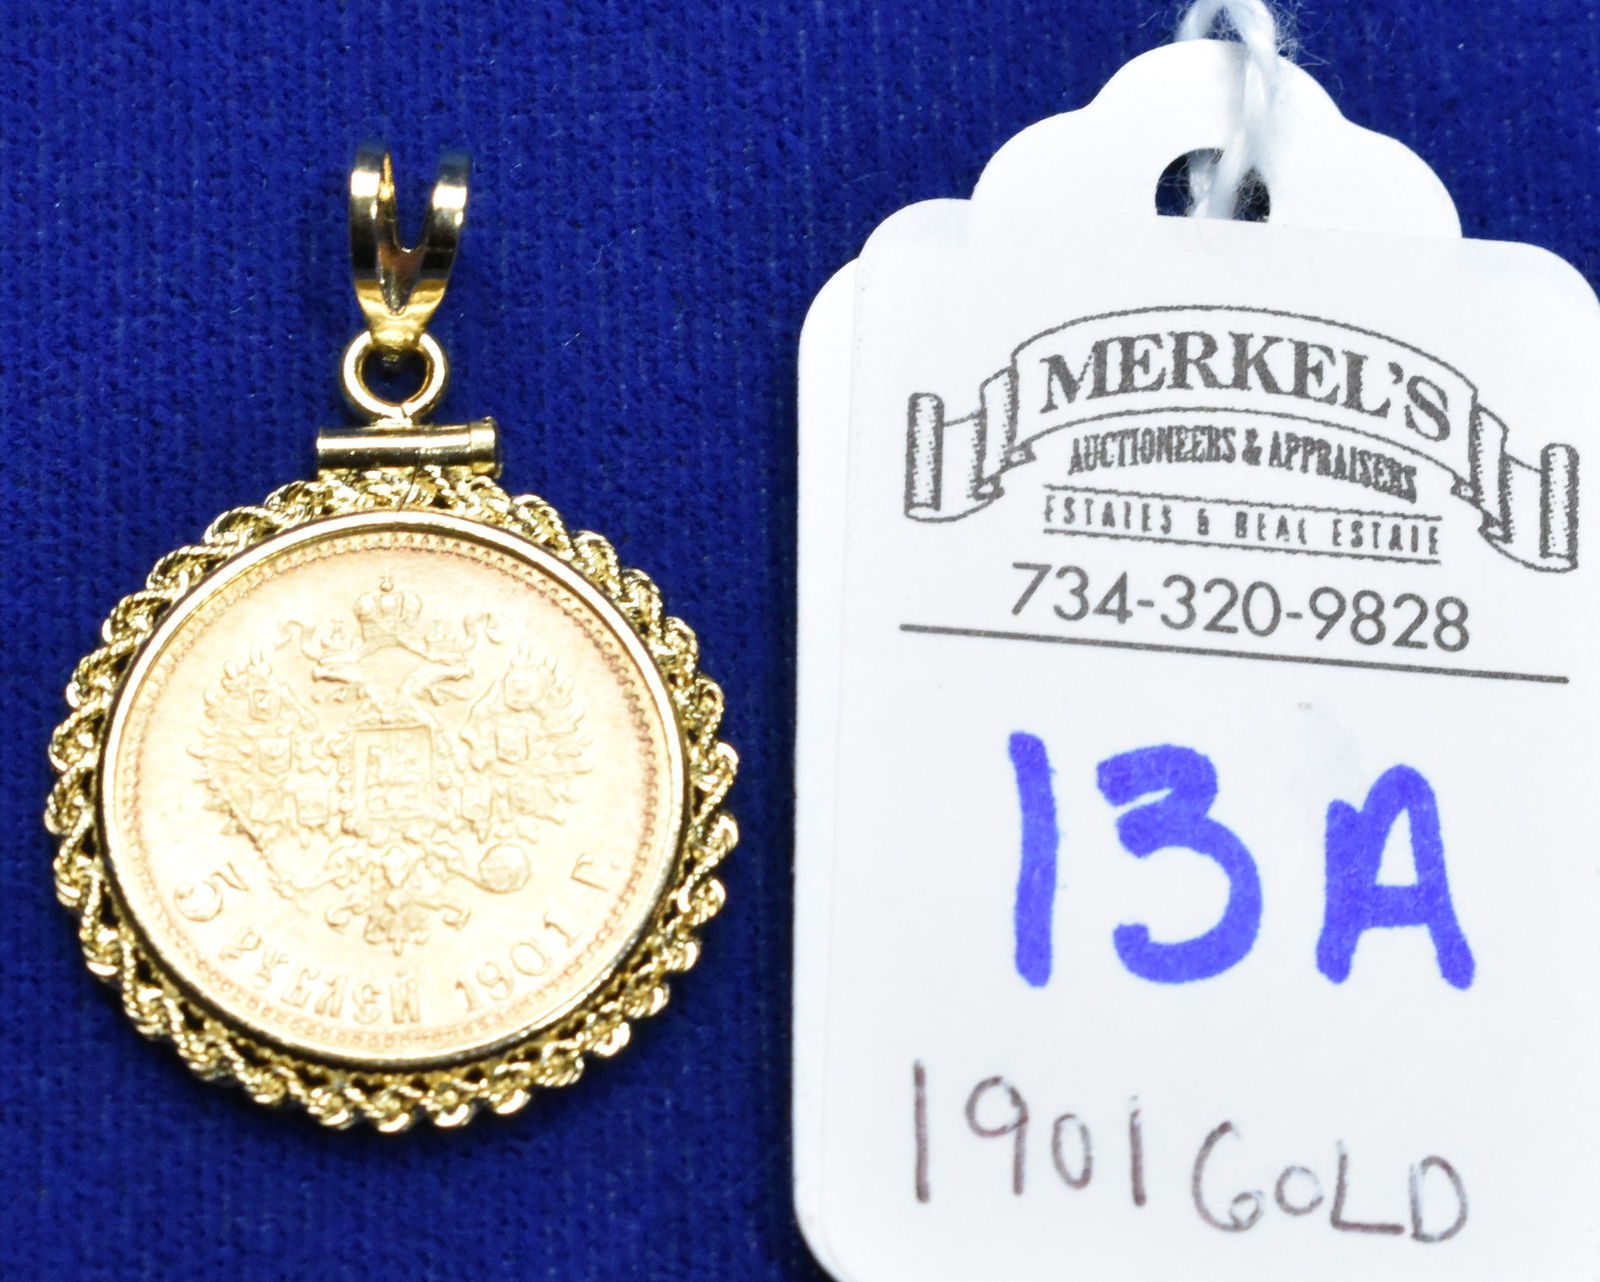 5 РУБЛЕЙ 1901 Г.
MERKEL'S
AUCTIONEERS & APPRAISERS
ESTATES & REAL ESTATE
734-320-9828
13A
1901 GOLD